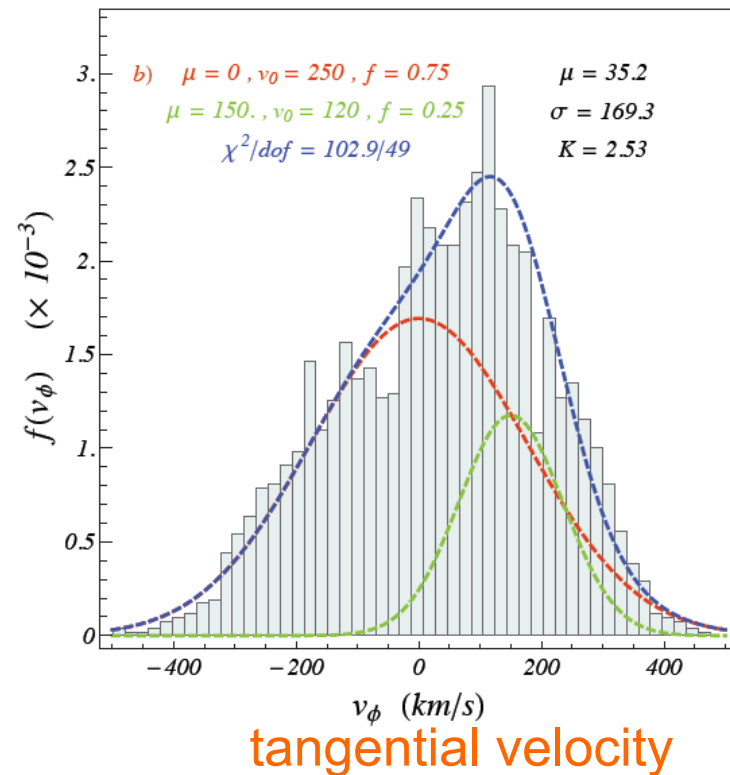 b) μ = 0 , v₀ = 250 , f = 0.75
μ = 150. , v₀ = 120 , f = 0.25
χ²/dof = 102.9/49
μ = 35.2
σ = 169.3
K = 2.53
f(v_ϕ) (× 10⁻³)
3.
2.5
2.
1.5
1.
0.5
0
−400 −200 0 200 400
v_ϕ (km/s)
tangential velocity